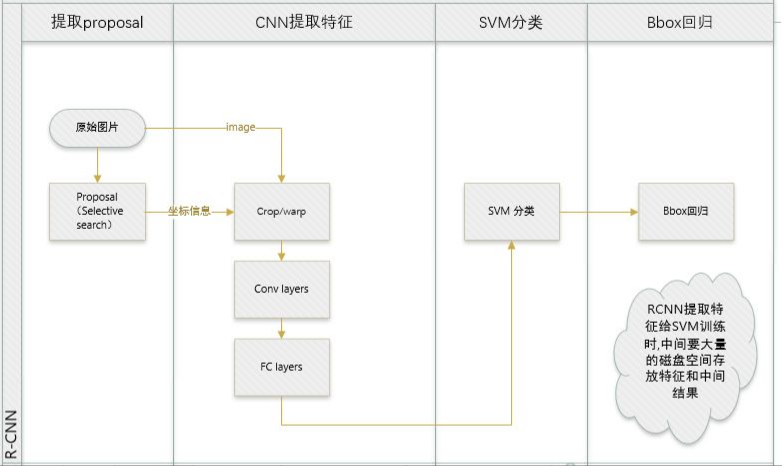 提取proposal
CNN提取特征
SVM分类
Bbox回归
原始图片
image
Proposal
（Selective
search）
坐标信息
Crop/warp
SVM 分类
Bbox回归
Conv layers
FC layers
RCNN提取特
征给SVM训练
时,中间要大量
的磁盘空间存
放特征和中间
结果
R-CNN